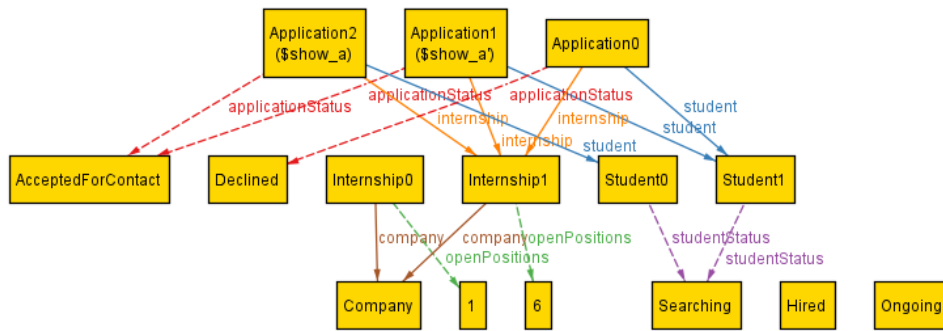 Application2
($show_a)
Application1
($show_a')
Application0
applicationStatus
applicationStatus
applicationStatus
student
internship
internship
student
internship
student
AcceptedForContact
Declined
Internship0
Internship1
Student0
Student1
company
company
openPositions
studentStatus
openPositions
studentStatus
Company
1
6
Searching
Hired
Ongoing